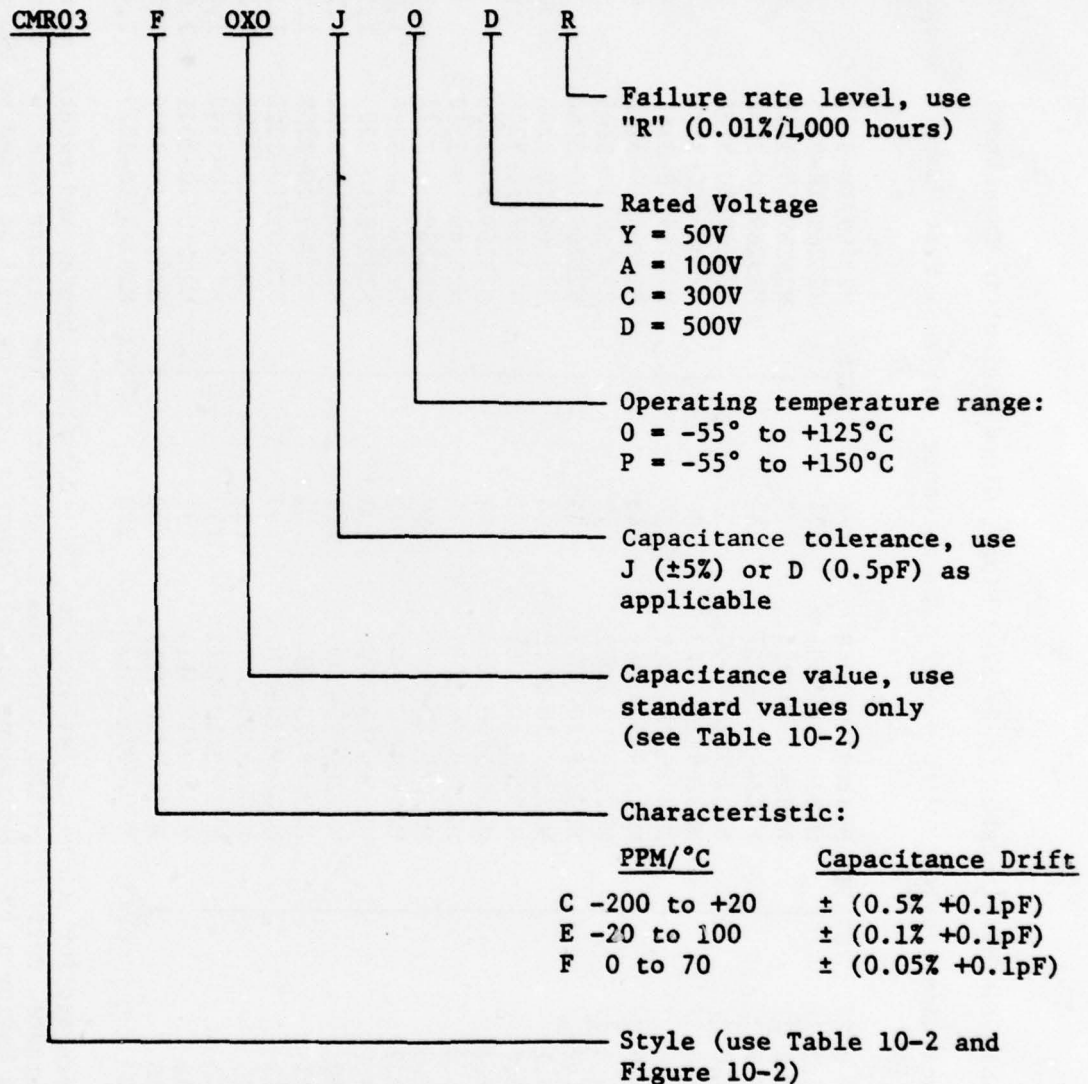 CMR03 F OXO J O D R
Failure rate level, use
"R" (0.01%/1,000 hours)
Rated Voltage
Y = 50V
A = 100V
C = 300V
D = 500V
Operating temperature range:
O = -55° to +125°C
P = -55° to +150°C
Capacitance tolerance, use
J (±5%) or D (0.5pF) as
applicable
Capacitance value, use
standard values only
(see Table 10-2)
Characteristic:
PPM/°C Capacitance Drift
C -200 to +20 ± (0.5% +0.1pF)
E -20 to 100 ± (0.1% +0.1pF)
F 0 to 70 ± (0.05% +0.1pF)
Style (use Table 10-2 and
Figure 10-2)